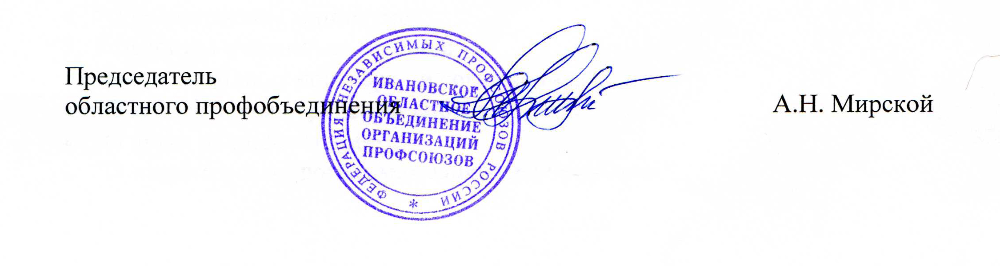 Председатель
областного профобъединения
А.Н. Мирской
ФЕДЕРАЦИЯ НЕЗАВИСИМЫХ ПРОФСОЮЗОВ РОССИИ *
ИВАНОВСКОЕ
ОБЛАСТНОЕ
ОБЪЕДИНЕНИЕ
ОРГАНИЗАЦИЙ
ПРОФСОЮЗОВ